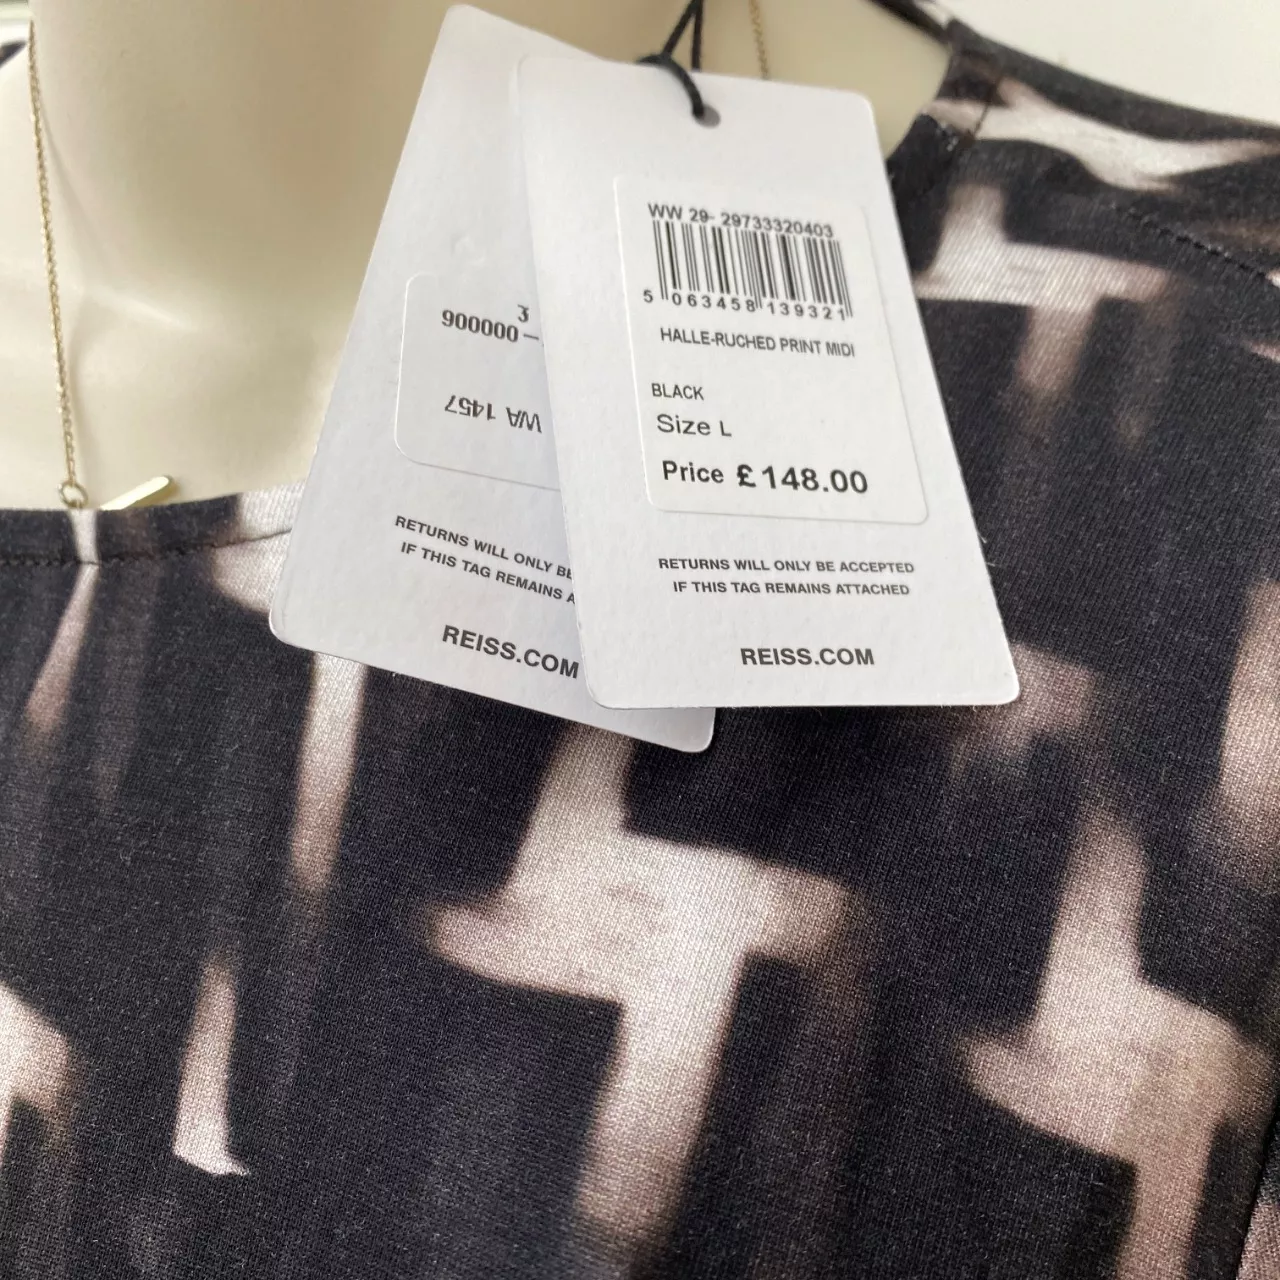 WW 29- 29733320403
5 063458 139321
HALLE-RUCHED PRINT MIDI
BLACK
Size L
Price £148.00
RETURNS WILL ONLY BE ACCEPTED
IF THIS TAG REMAINS ATTACHED
REISS.COM
WA 1457
900000
RETURNS WILL ONLY BE
IF THIS TAG REMAINS A
REISS.COM